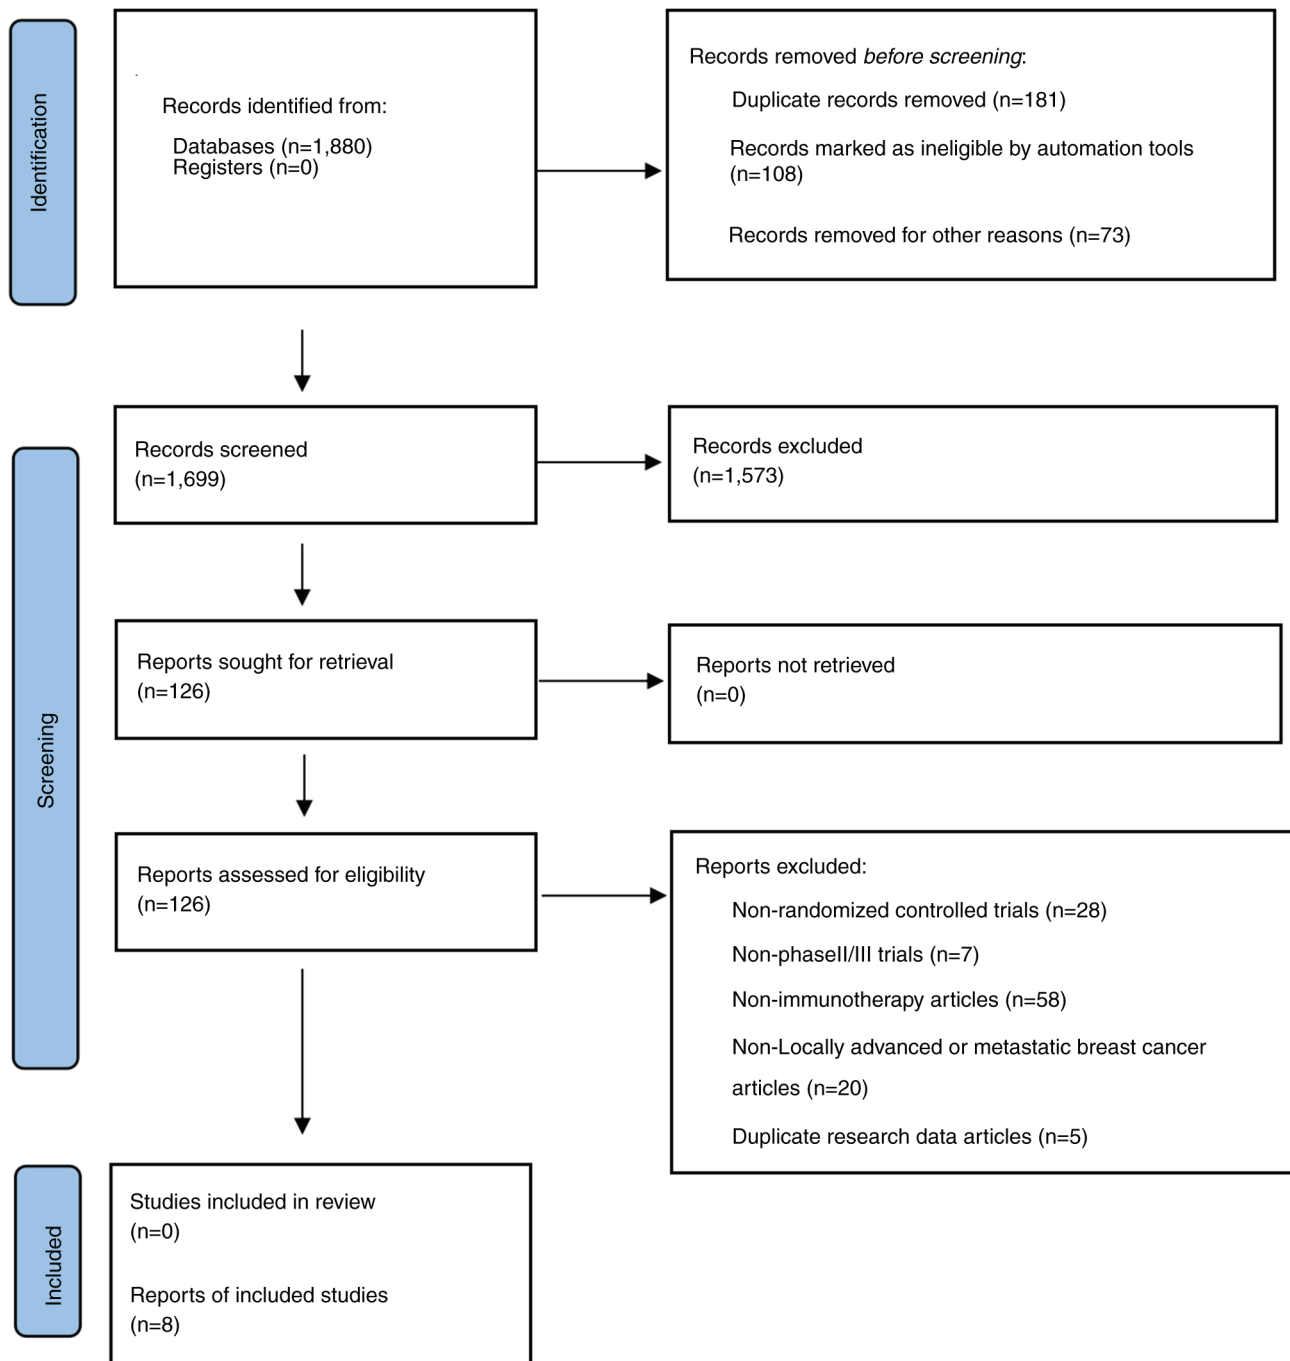 Identification
Records identified from:
Databases (n=1,880)
Registers (n=0)
Records removed before screening:
Duplicate records removed (n=181)
Records marked as ineligible by automation tools
(n=108)
Records removed for other reasons (n=73)
Screening
Records screened
(n=1,699)
Records excluded
(n=1,573)
Reports sought for retrieval
(n=126)
Reports not retrieved
(n=0)
Reports assessed for eligibility
(n=126)
Reports excluded:
Non-randomized controlled trials (n=28)
Non-phaseII/III trials (n=7)
Non-immunotherapy articles (n=58)
Non-Locally advanced or metastatic breast cancer
articles (n=20)
Duplicate research data articles (n=5)
Included
Studies included in review
(n=0)
Reports of included studies
(n=8)